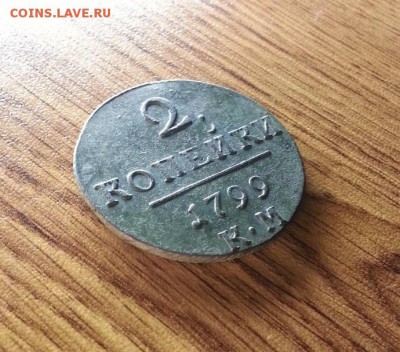 COINS.LAVE.RU
2.
КОПЕЙКИ
1799
К·М